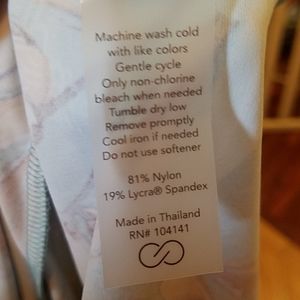 Machine wash cold
with like colors
Gentle cycle
Only non-chlorine
bleach when needed
Tumble dry low
Remove promptly
Cool iron if needed
Do not use softener
81% Nylon
19% Lycra® Spandex
Made in Thailand
RN# 104141